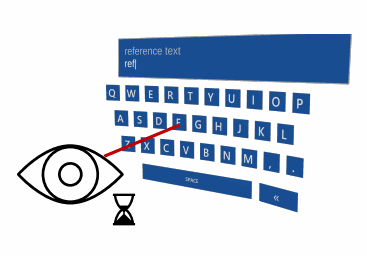 reference text
ref
Q W E R T Y U I O P
A S D F G H J K L
Z X C V B N M , .
SPACE «